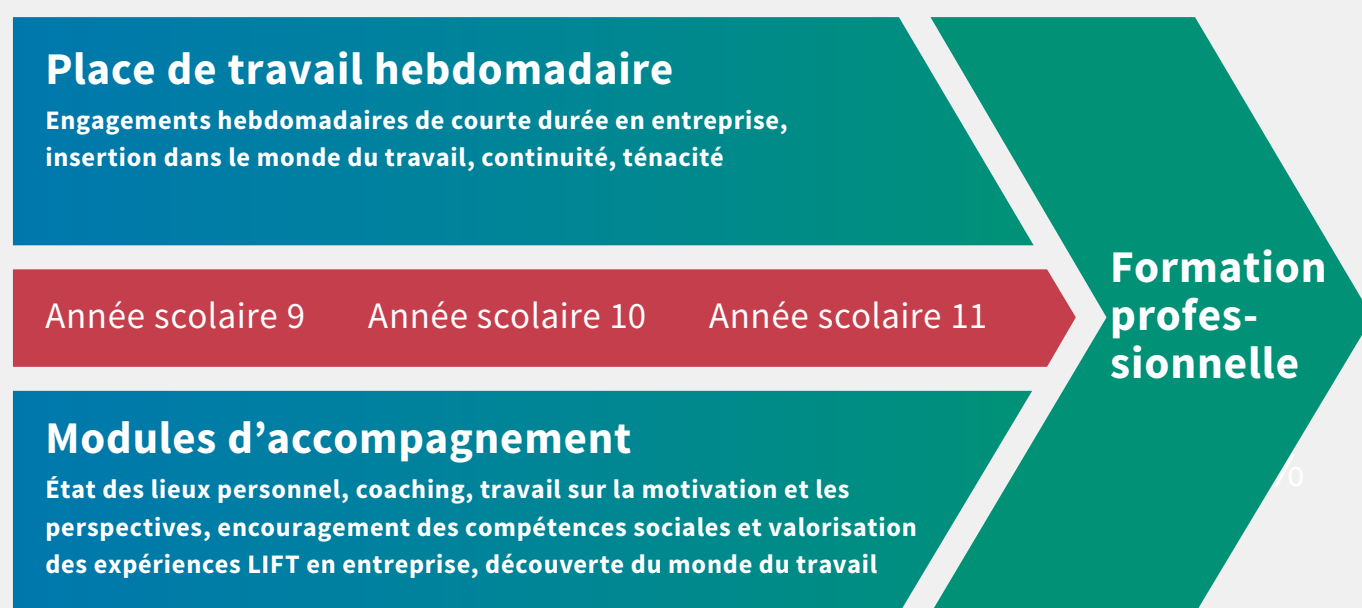 Place de travail hebdomadaire
Engagements hebdomadaires de courte durée en entreprise,
insertion dans le monde du travail, continuité, ténacité
Année scolaire 9 Année scolaire 10 Année scolaire 11
Formation
profes-
sionnelle
Modules d’accompagnement
État des lieux personnel, coaching, travail sur la motivation et les
perspectives, encouragement des compétences sociales et valorisation
des expériences LIFT en entreprise, découverte du monde du travail